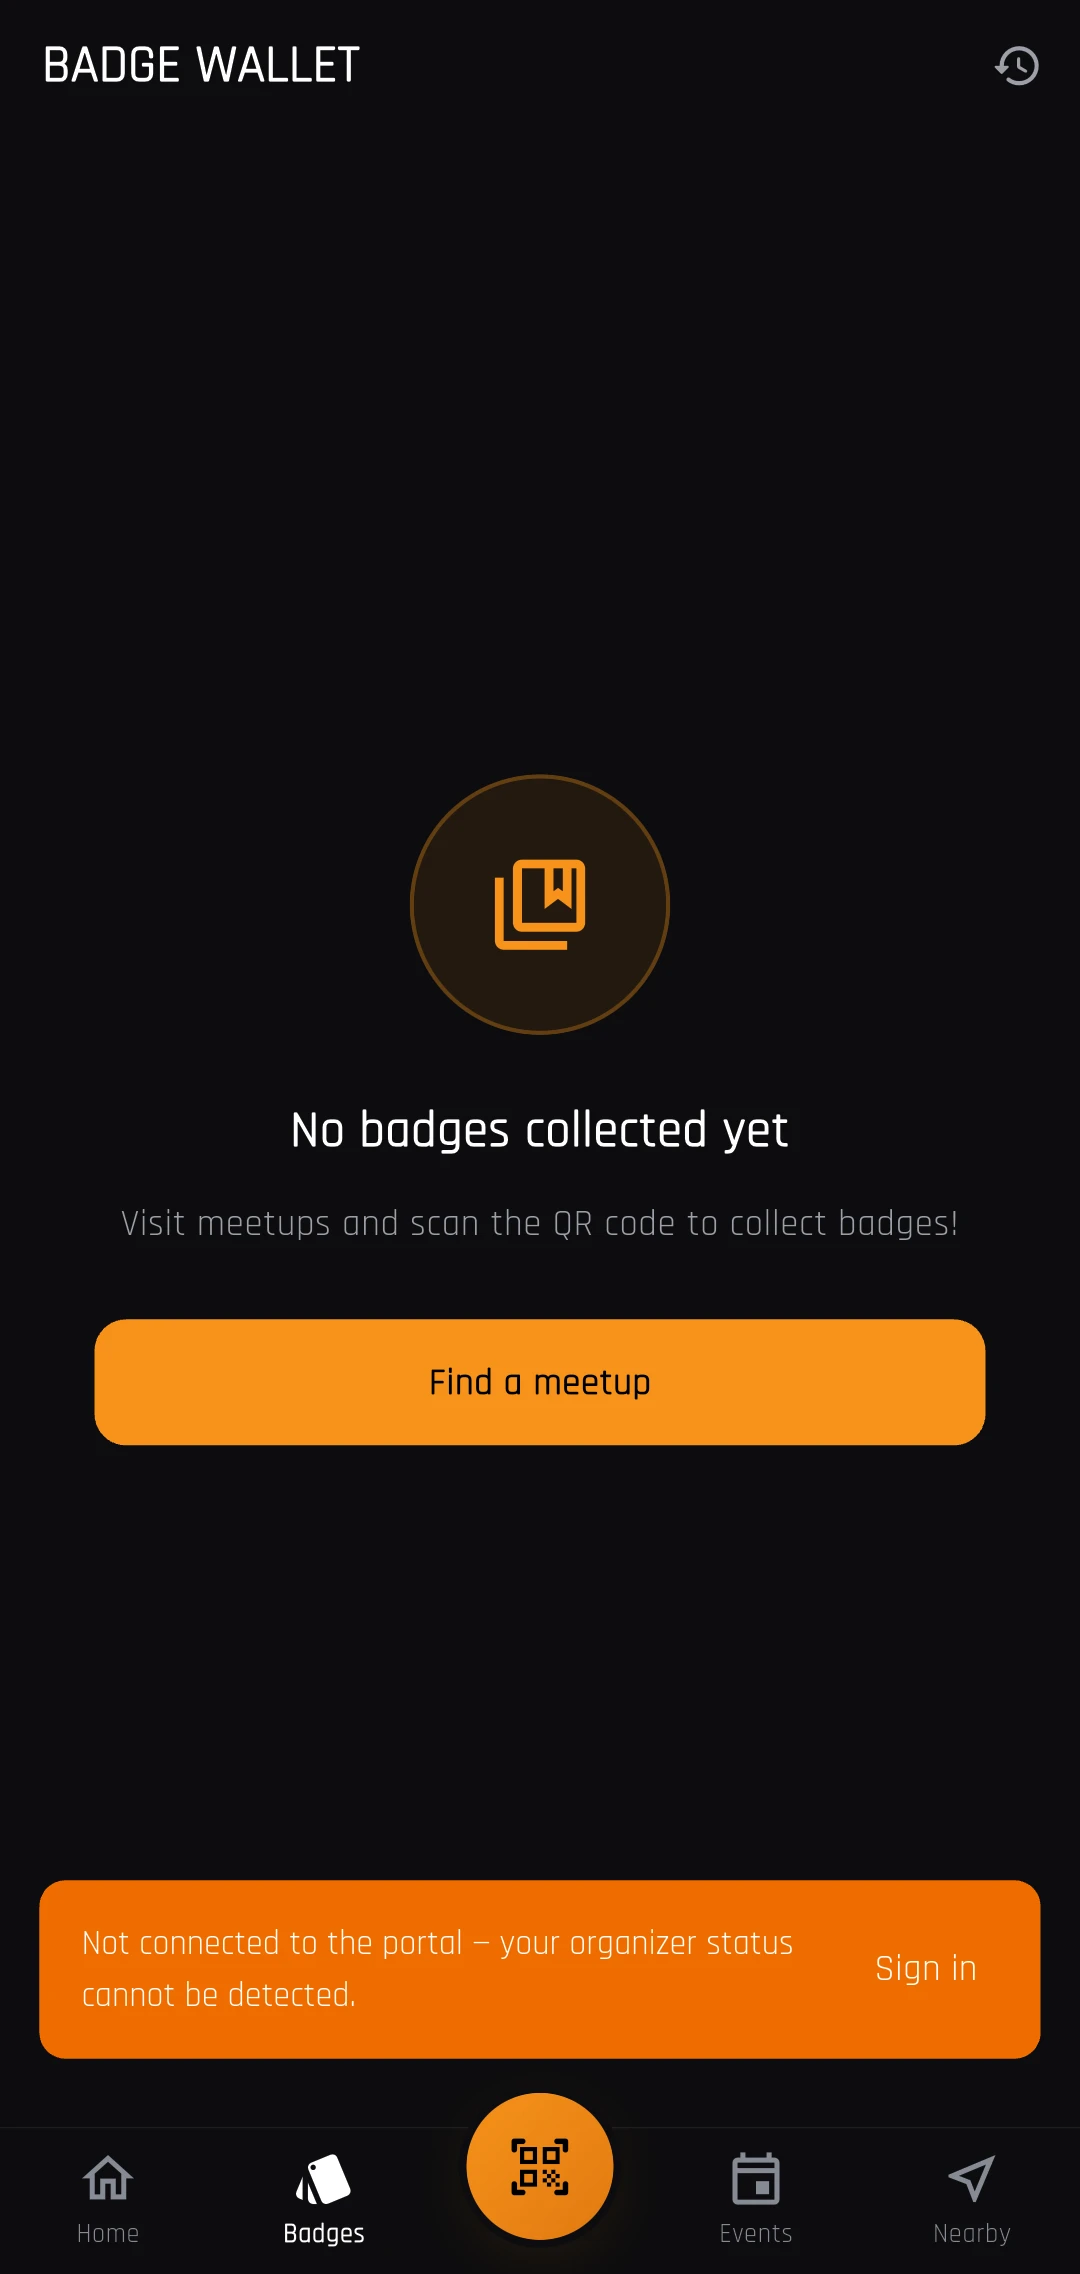 BADGE WALLET
No badges collected yet
Visit meetups and scan the QR code to collect badges!
Find a meetup
Not connected to the portal – your organizer status
cannot be detected.
Sign in
Home
Badges
Events
Nearby